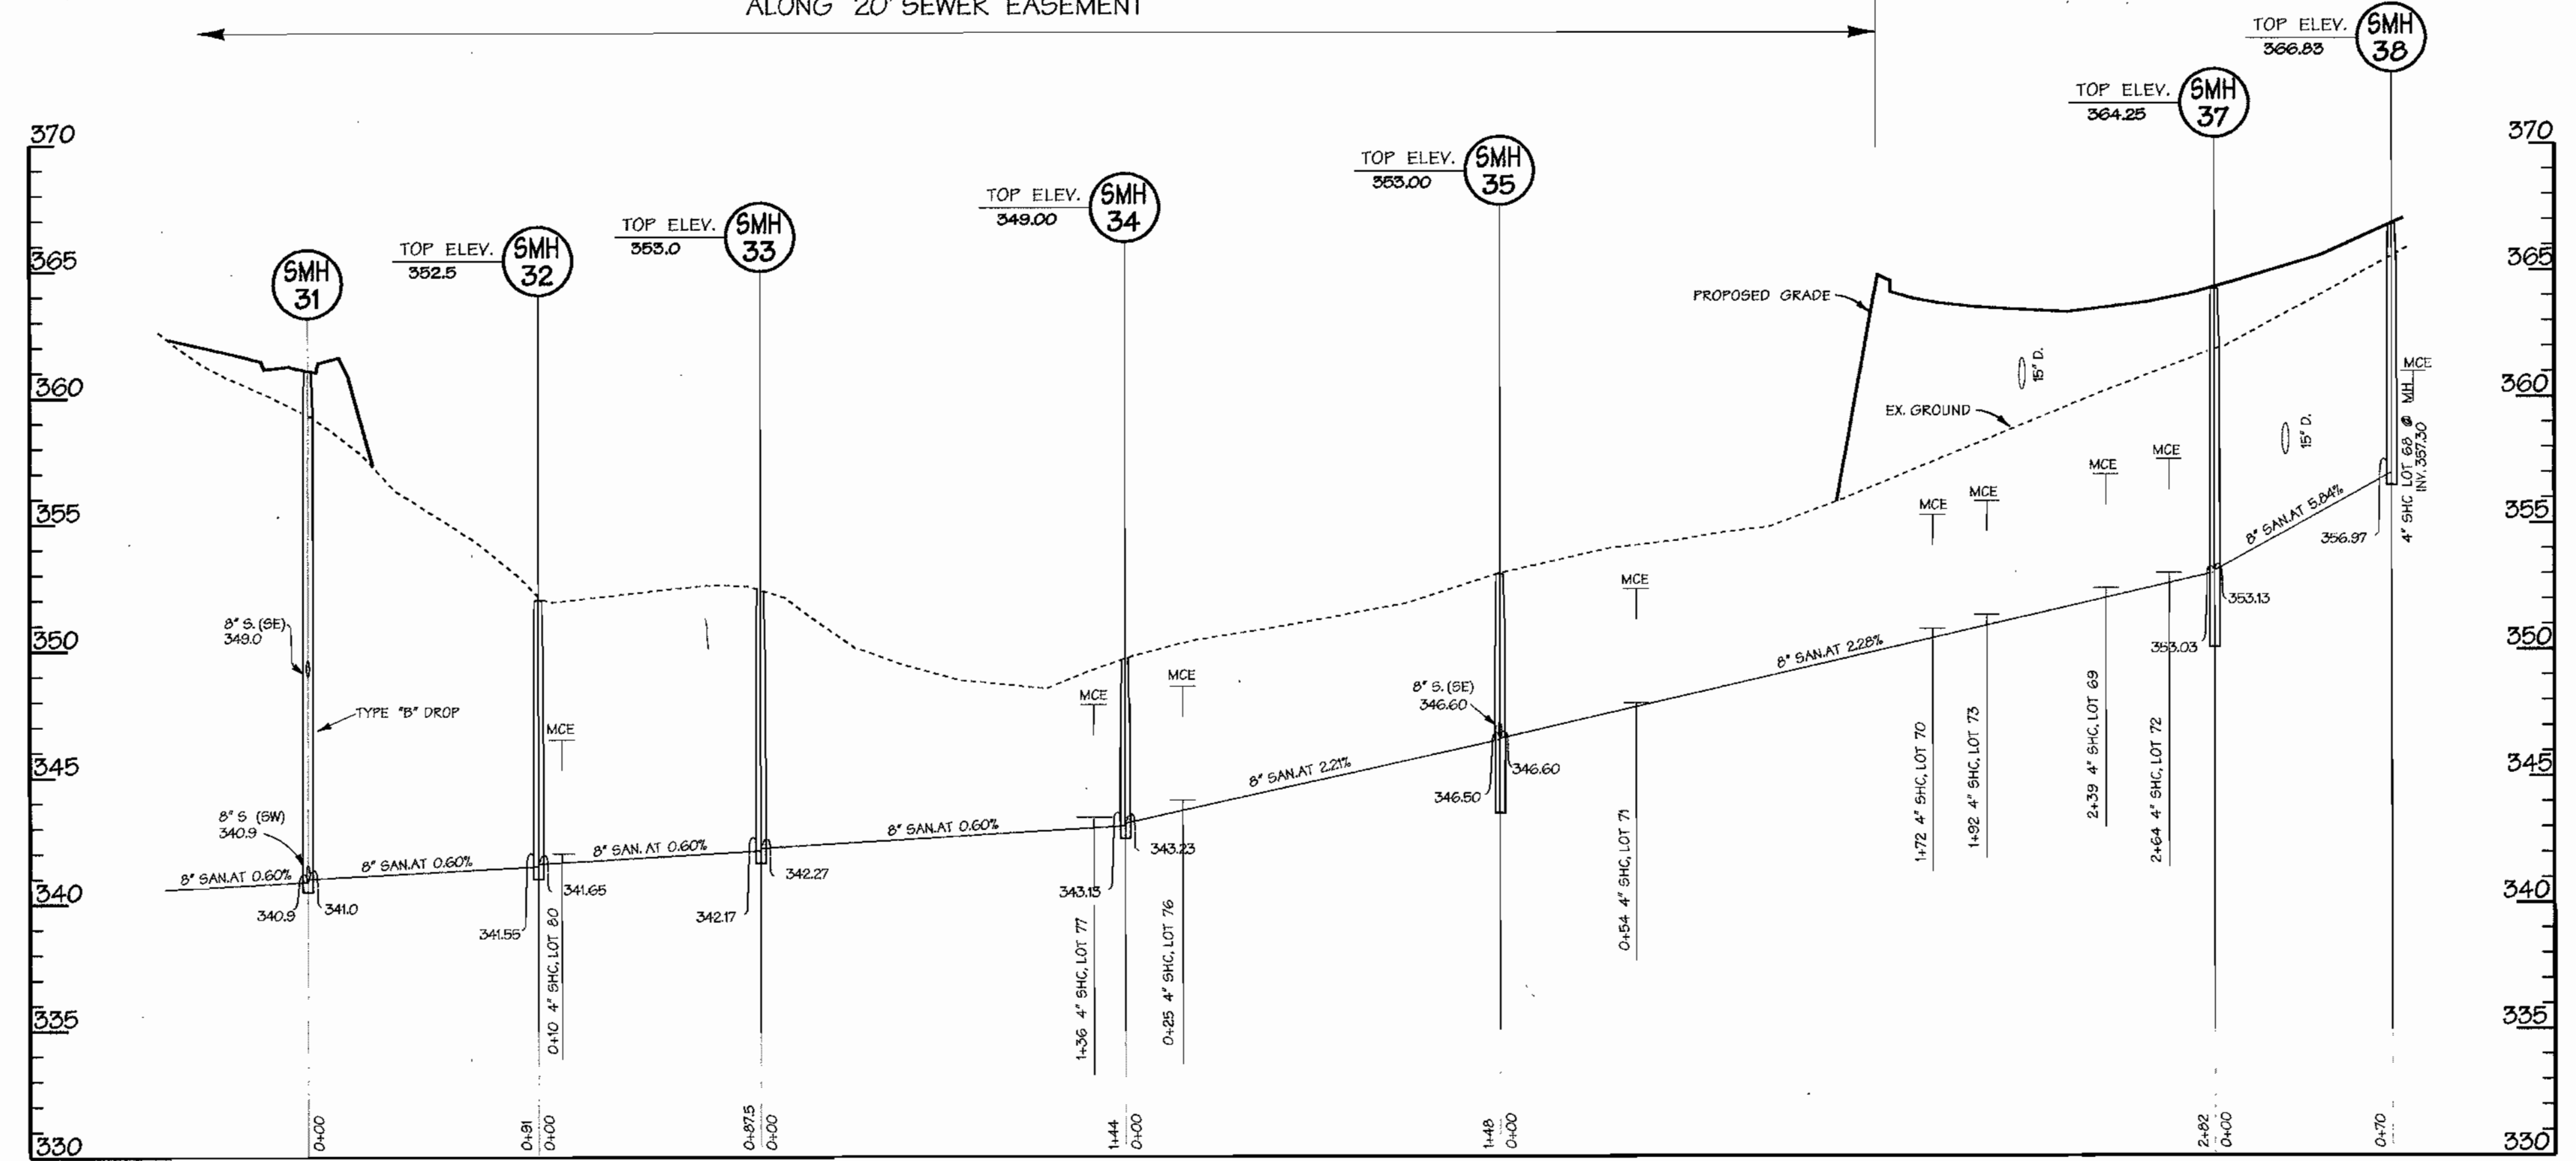 ALONG 20' SEWER EASEMENT
TOP ELEV.
366.83
SMH
38
TOP ELEV.
364.25
SMH
37
TOP ELEV.
353.00
SMH
35
TOP ELEV.
349.00
SMH
34
TOP ELEV.
353.0
SMH
33
TOP ELEV.
352.5
SMH
32
SMH
31
370
365
360
355
350
345
340
335
330
370
365
360
355
350
345
340
335
330
PROPOSED GRADE
EX. GROUND
15" D.
15" D.
8" S. (SE)
349.0
TYPE "B" DROP
8" S (SW)
340.9
8" SAN.AT 0.60%
340.9
341.0
8" SAN.AT 0.60%
341.55
341.65
MCE
0+10 4" SHC, LOT 80
8" SAN. AT 0.60%
342.17
342.27
8" SAN.AT 0.60%
MCE
1+36 4" SHC, LOT 77
343.13
343.23
MCE
0+25 4" SHC, LOT 76
8" SAN.AT 2.21%
8" S. (SE)
346.60
346.50
346.60
MCE
0+54 4" SHC, LOT 71
8" SAN.AT 2.28%
MCE
1+72 4" SHC, LOT 70
MCE
1+92 4" SHC, LOT 73
MCE
2+39 4" SHC, LOT 69
MCE
2+64 4" SHC, LOT 72
353.03
353.13
8" SAN.AT 5.84%
356.97
MCE
4" SHC LOT 68 @ MH
INV. 357.30
0+00
0+91
0+00
0+87.5
0+00
1+44
0+00
1+48
0+00
2+82
0+00
0+70